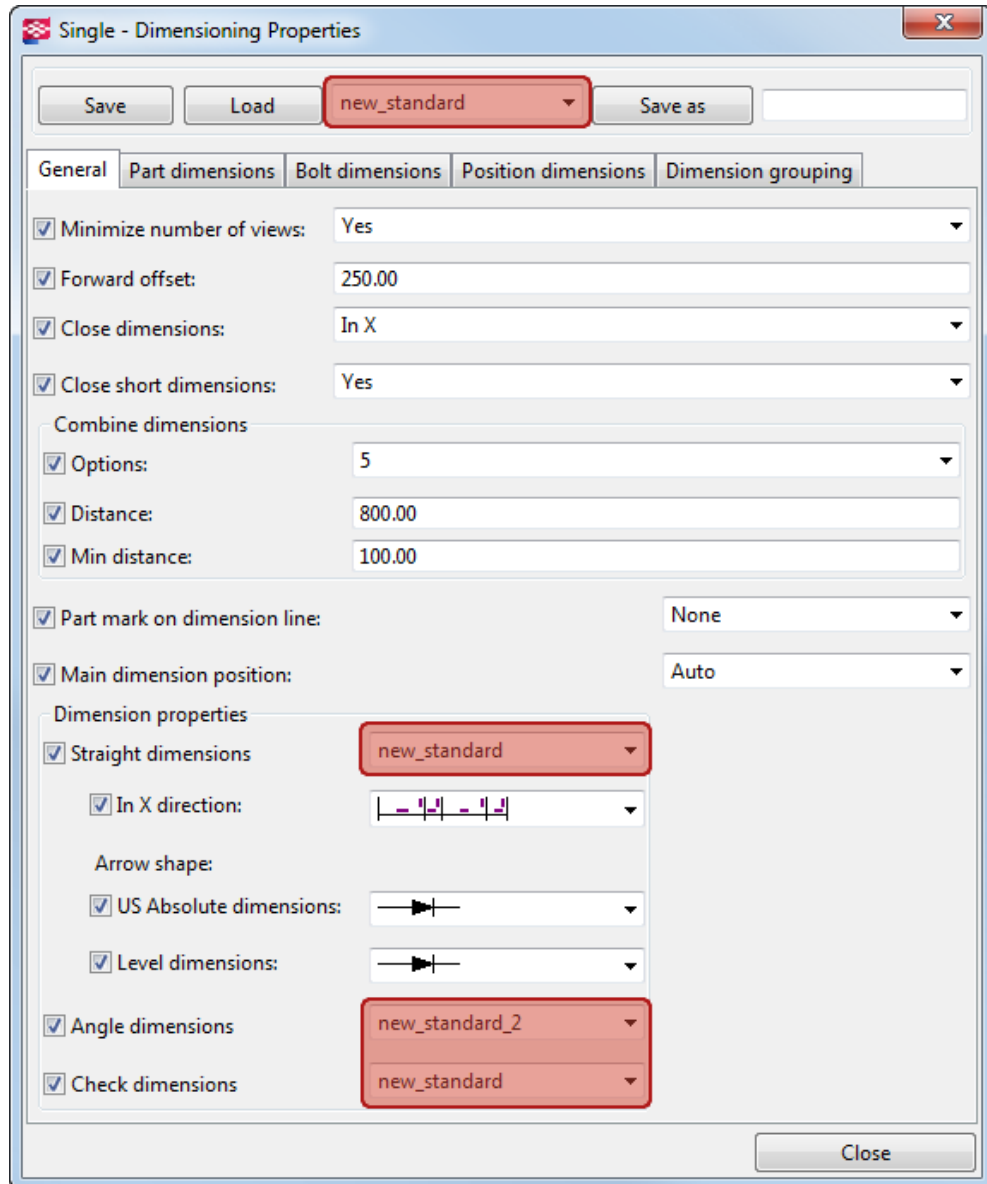 Single - Dimensioning Properties
Save Load new_standard Save as
General Part dimensions Bolt dimensions Position dimensions Dimension grouping
Minimize number of views: Yes
Forward offset: 250.00
Close dimensions: In X
Close short dimensions: Yes
Combine dimensions
Options: 5
Distance: 800.00
Min distance: 100.00
Part mark on dimension line: None
Main dimension position: Auto
Dimension properties
Straight dimensions new_standard
In X direction:
Arrow shape:
US Absolute dimensions:
Level dimensions:
Angle dimensions new_standard_2
Check dimensions new_standard
Close